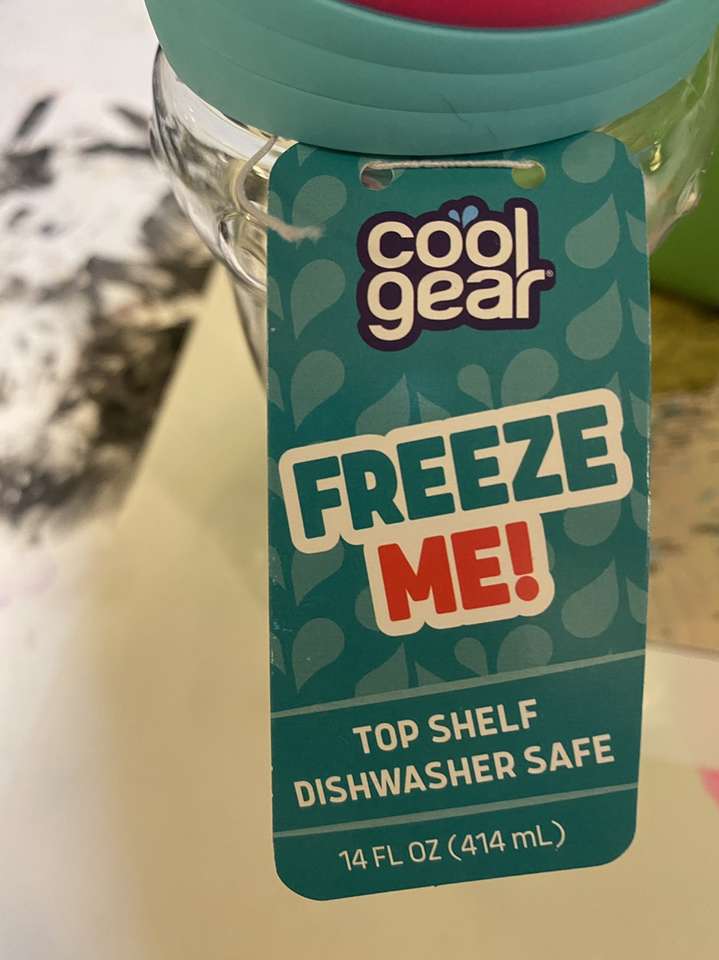 cool
gear®
FREEZE
ME!
TOP SHELF
DISHWASHER SAFE
14 FL OZ (414 mL)